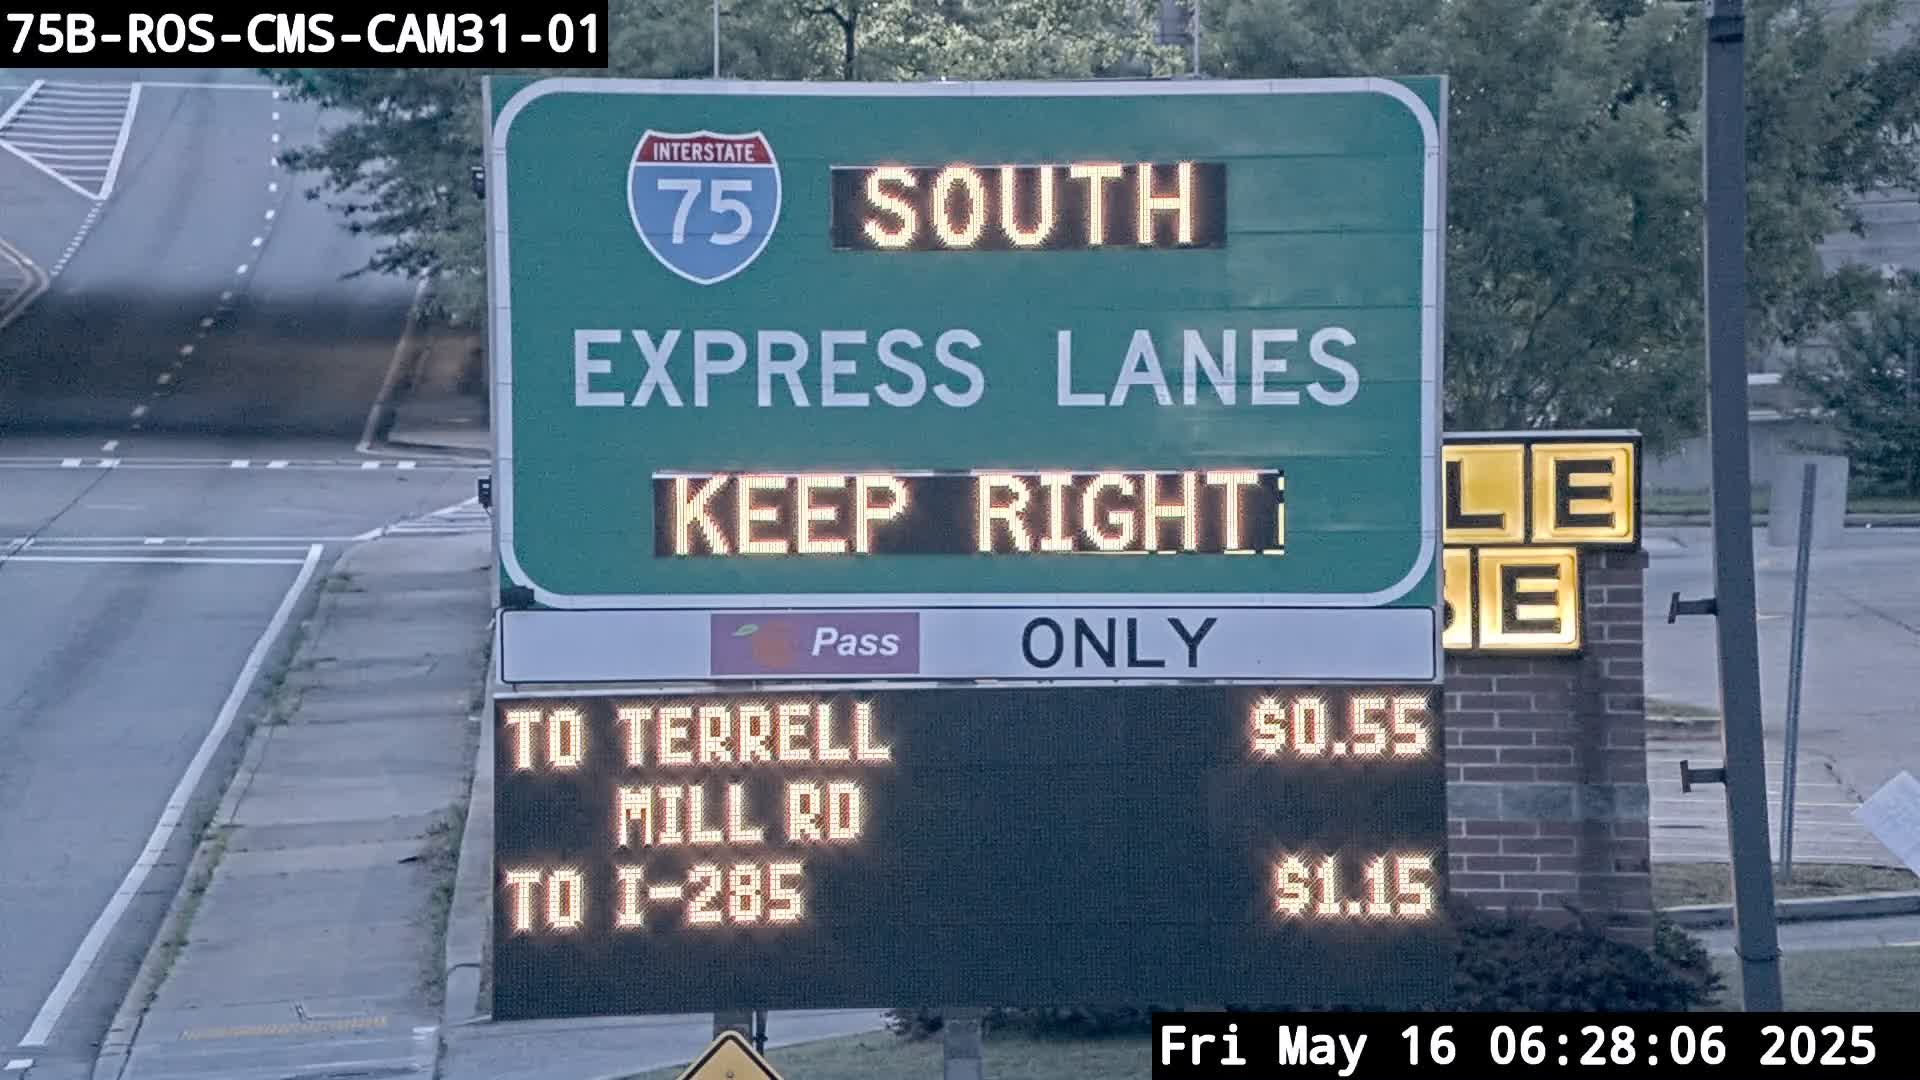 75B-ROS-CMS-CAM31-01
INTERSTATE
75
SOUTH
EXPRESS LANES
KEEP RIGHT
Pass ONLY
TO TERRELL $0.55
MILL RD
TO I-285 $1.15
LE
E
Fri May 16 06:28:06 2025